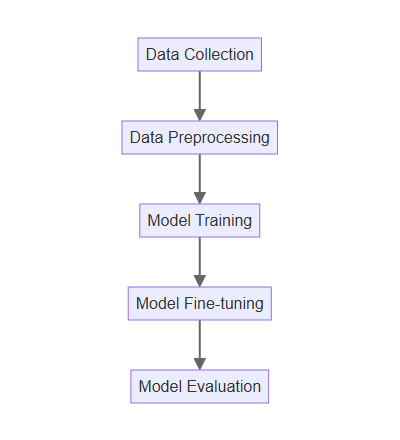 Data Collection
Data Preprocessing
Model Training
Model Fine-tuning
Model Evaluation